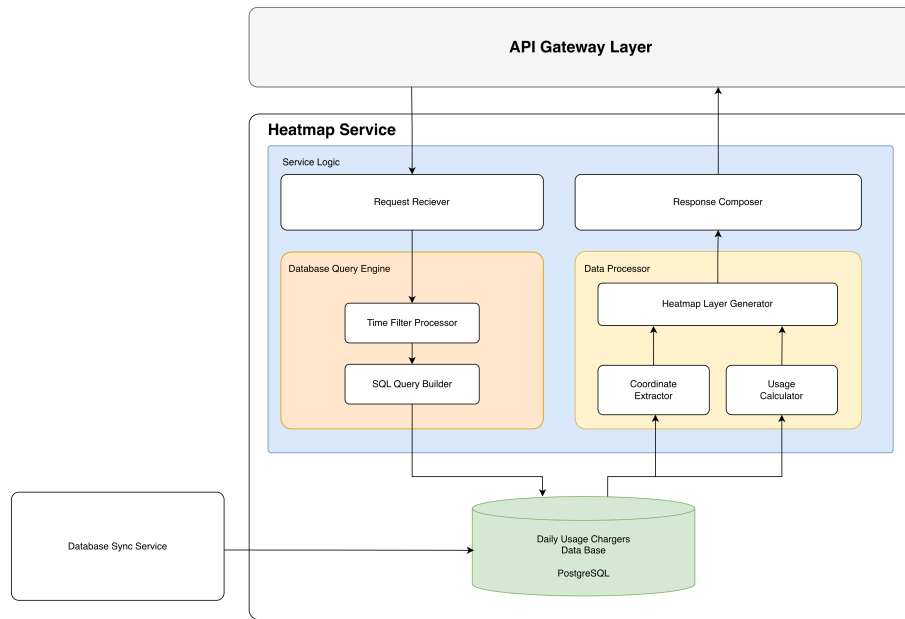 API Gateway Layer
Heatmap Service
Service Logic
Request Reciever
Response Composer
Database Query Engine
Data Processor
Heatmap Layer Generator
Time Filter Processor
SQL Query Builder
Coordinate
Extractor
Usage
Calculator
Database Sync Service
Daily Usage Chargers
Data Base
PostgreSQL